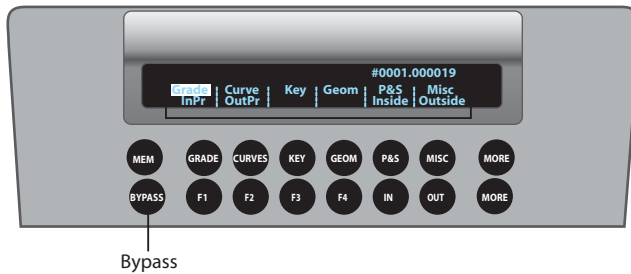 #0001.000019
Grade Curve Key Geom P&S Misc
InPr OutPr Inside Outside
MEM GRADE CURVES KEY GEOM P&S MISC MORE
BYPASS F1 F2 F3 F4 IN OUT MORE
Bypass